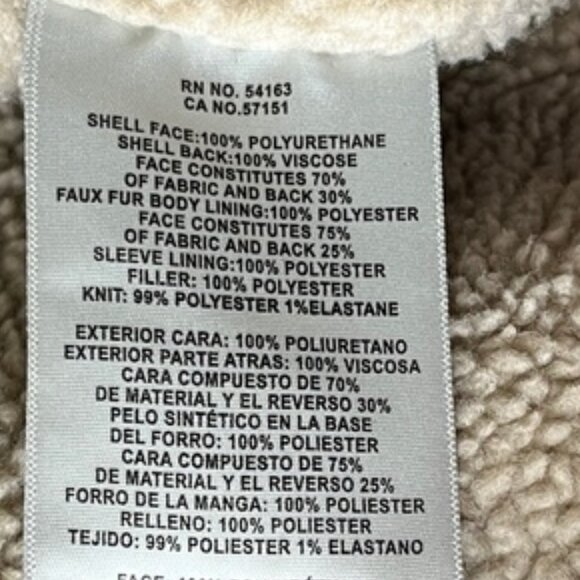 RN NO. 54163
CA NO.57151
SHELL FACE:100% POLYURETHANE
SHELL BACK:100% VISCOSE
FACE CONSTITUTES 70%
OF FABRIC AND BACK 30%
FAUX FUR BODY LINING:100% POLYESTER
FACE CONSTITUTES 75%
OF FABRIC AND BACK 25%
SLEEVE LINING:100% POLYESTER
FILLER: 100% POLYESTER
KNIT: 99% POLYESTER 1%ELASTANE
EXTERIOR CARA: 100% POLIURETANO
EXTERIOR PARTE ATRAS: 100% VISCOSA
CARA COMPUESTO DE 70%
DE MATERIAL Y EL REVERSO 30%
PELO SINTÉTICO EN LA BASE
DEL FORRO: 100% POLIESTER
CARA COMPUESTO DE 75%
DE MATERIAL Y EL REVERSO 25%
FORRO DE LA MANGA: 100% POLIESTER
RELLENO: 100% POLIESTER
TEJIDO: 99% POLIESTER 1% ELASTANO